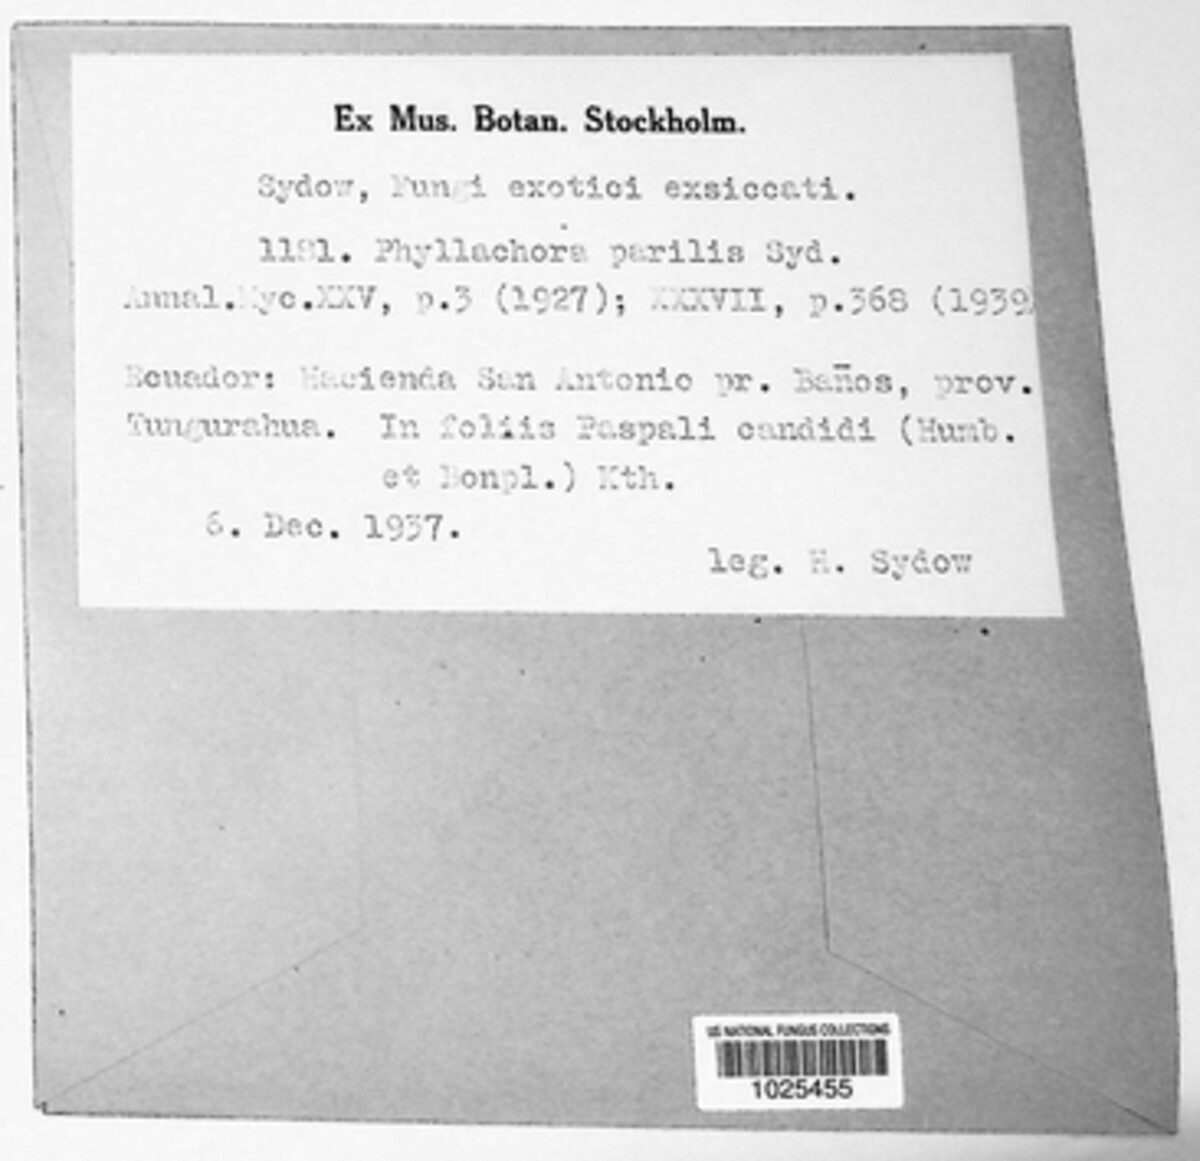 Ex Mus. Botan. Stockholm.
Sydow, Fungi exotici exsiccati.
1181. Phyllachora parilis Syd.
Annal.Myc.XXV, p.3 (1927); XXXVII, p.368 (1939)
Ecuador: Hacienda San Antonio pr. Baños, prov.
Tungurahua. In foliis Paspali candidi (Humb.
et Bonpl.) Kth.
6. Dec. 1937.
leg. H. Sydow
US NATIONAL FUNGUS COLLECTIONS
1025455